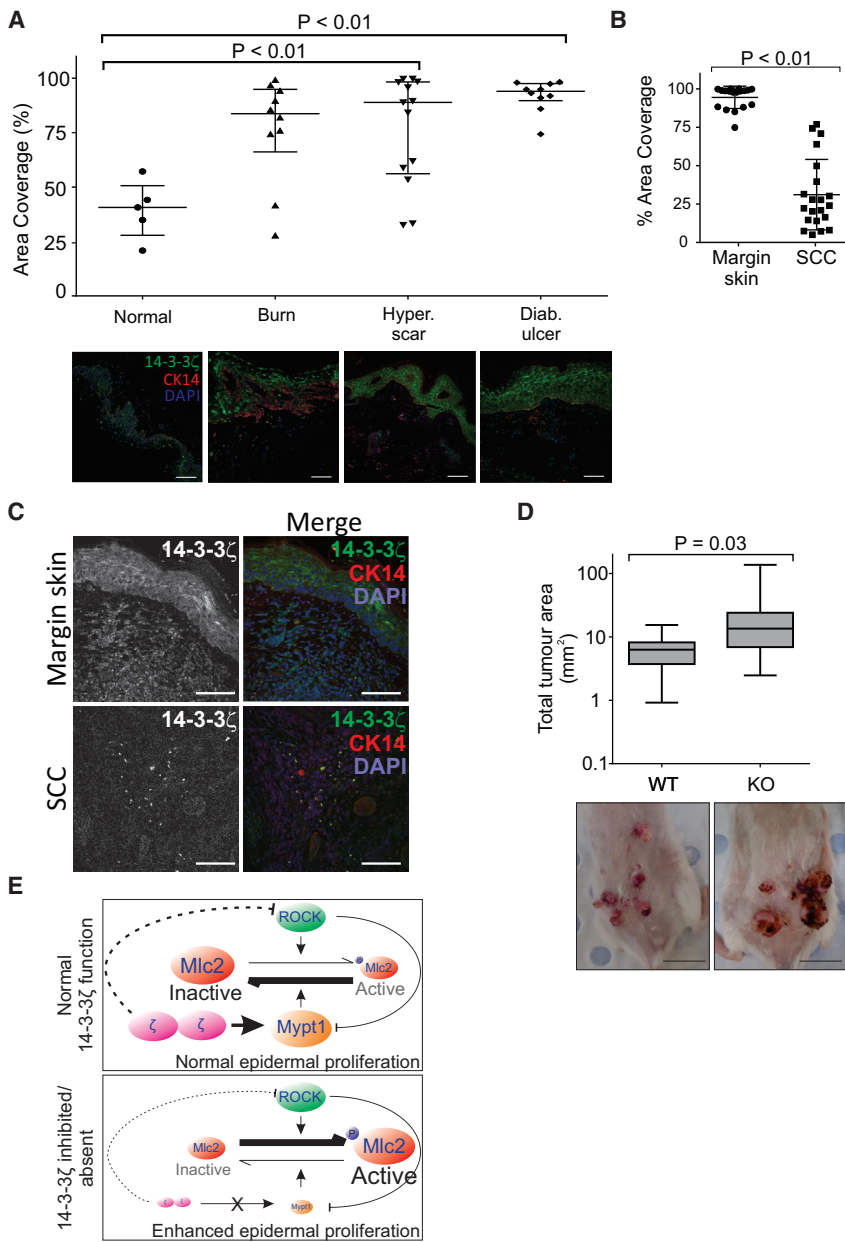 A
P < 0.01
P < 0.01
Area Coverage (%)
100
75
50
25
0
Normal
Burn
Hyper.
scar
Diab.
ulcer
14-3-3ζ
CK14
DAPI
B
P < 0.01
% Area Coverage
100
75
50
25
0
Margin
skin
SCC
C
Merge
Margin skin
14-3-3ζ
14-3-3ζ
CK14
DAPI
SCC
14-3-3ζ
14-3-3ζ
CK14
DAPI
D
P = 0.03
Total tumour area
(mm²)
100
10
1
0.1
WT
KO
E
Normal
14-3-3ζ function
ROCK
Mlc2
Inactive
P
Mlc2
Active
ζ ζ
Mypt1
Normal epidermal proliferation
14-3-3ζ inhibited/
absent
ROCK
Mlc2
Inactive
P
Mlc2
Active
ζ ζ
X
Mypt1
Enhanced epidermal proliferation